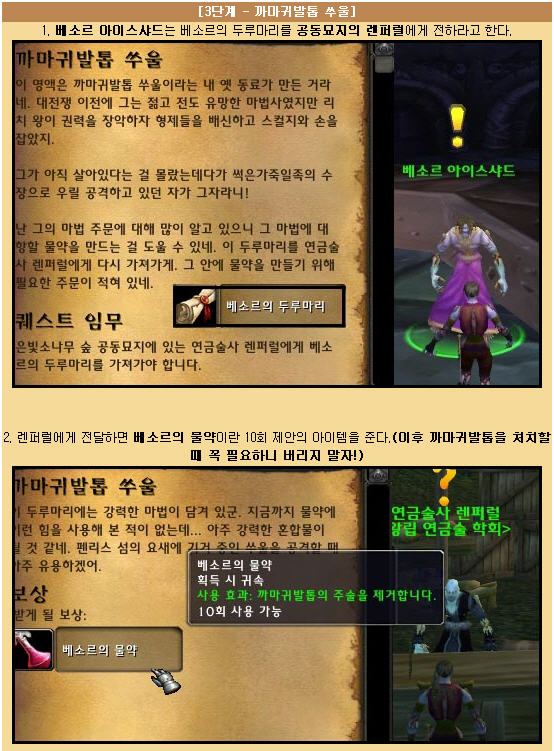 [3단계 - 까마귀발톱 쑤울]
1. 베소르 아이스샤드는 베소르의 두루마리를 공동묘지의 렌퍼럴에게 전하라고 한다.
까마귀발톱 쑤울
이 영액은 까마귀발톱 쑤울이라는 내 옛 동료가 만든 거라
네. 대전쟁 이전에 그는 젊고 전도 유망한 마법사였지만 리
치 왕이 권력을 장악하자 형제들을 배신하고 스컬지와 손을
잡았지.
그가 아직 살아있다는 걸 몰랐는데다가 썩은가죽일족의 수
장으로 우릴 공격하고 있던 자가 그자라니!
난 그의 마법 주문에 대해 많이 알고 있으니 그 마법에 대
항할 물약을 만드는 걸 도울 수 있네. 이 두루마리를 연금술
사 렌퍼럴에게 다시 가져가게. 그 안에 물약을 만들기 위해
필요한 주문이 적혀 있네.
베소르의 두루마리
퀘스트 임무
은빛소나무 숲 공동묘지에 있는 연금술사 렌퍼럴에게 베소
르의 두루마리를 가져가야 합니다.
베소르 아이스샤드
2. 렌퍼럴에게 전달하면 베소르의 물약이란 10회 제안의 아이템을 준다.(이후 까마귀발톱을 처치할
때 꼭 필요하니 버리지 말자!)
까마귀발톱 쑤울
이 두루마리에는 강력한 마법이 담겨 있군. 지금까지 물약에
이런 힘을 사용해 본 적이 없는데... 아주 강력한 혼합물이
될 것 같네. 펜리스 섬의 요새에 기거 중인 쑤울을 공격할 때
아주 유용하겠어.
보상
받게 될 보상:
베소르의 물약
베소르의 물약
획득 시 귀속
사용 효과: 까마귀발톱의 주술을 제거합니다.
10회 사용 가능
연금술사 렌퍼럴
왕립 연금술 학회>